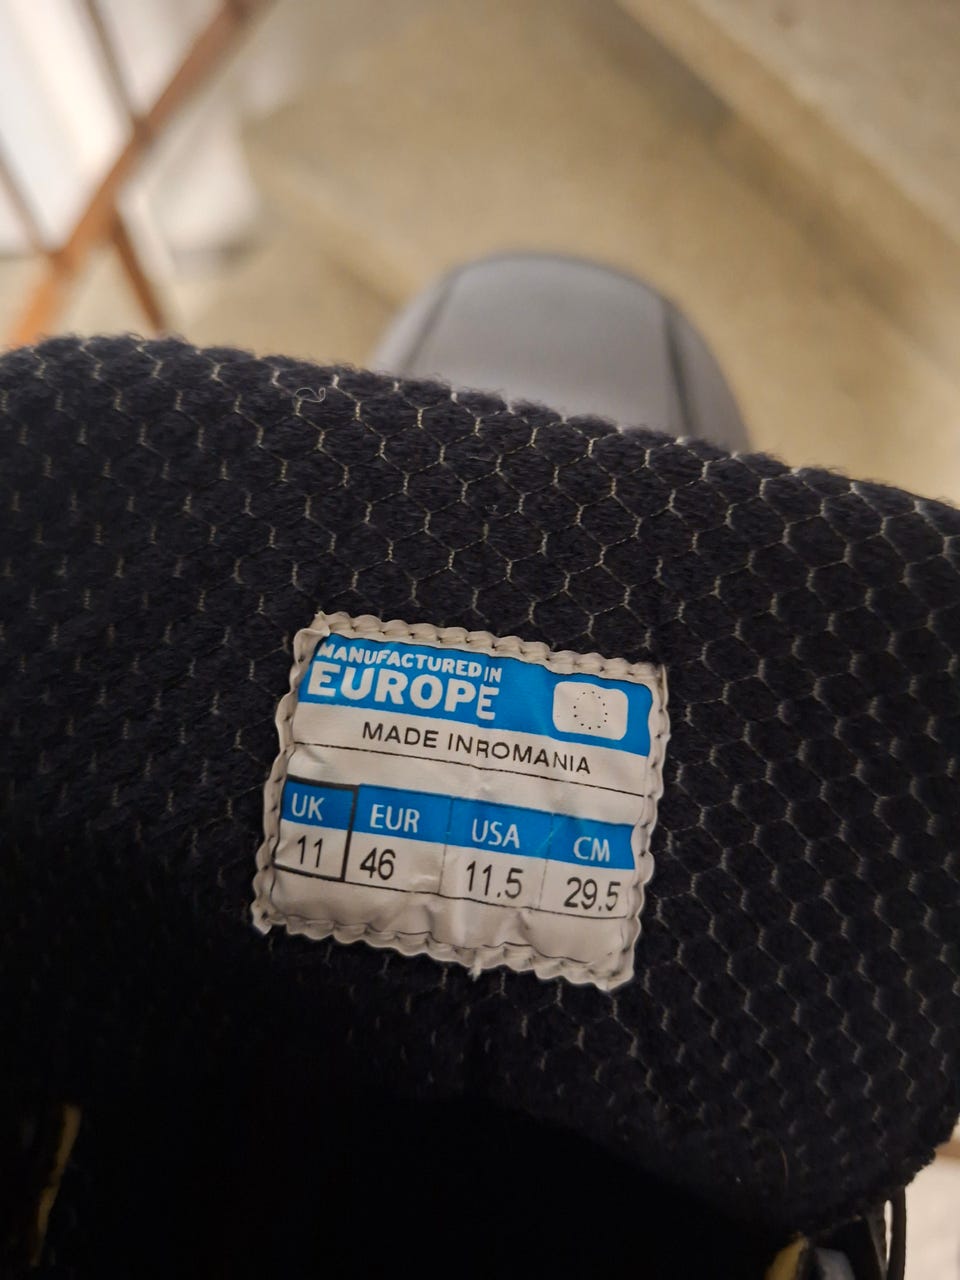 MANUFACTURED IN
EUROPE
MADE INROMANIA
UK EUR USA CM
11 46 11.5 29.5